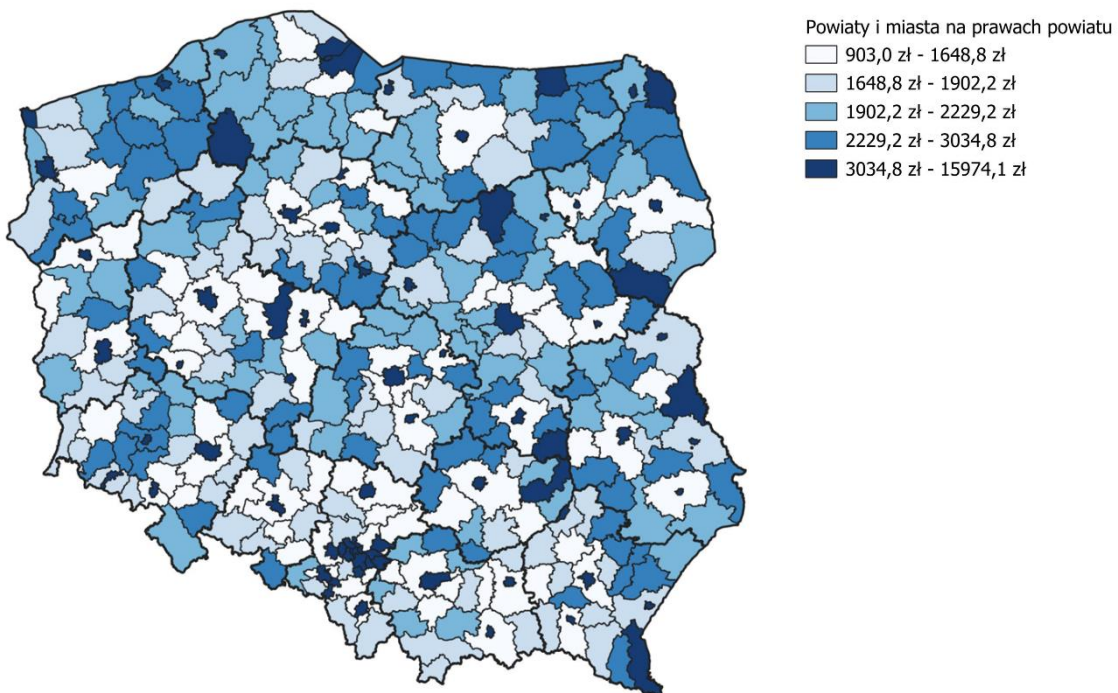 Powiaty i miasta na prawach powiatu
903,0 zł - 1648,8 zł
1648,8 zł - 1902,2 zł
1902,2 zł - 2229,2 zł
2229,2 zł - 3034,8 zł
3034,8 zł - 15974,1 zł